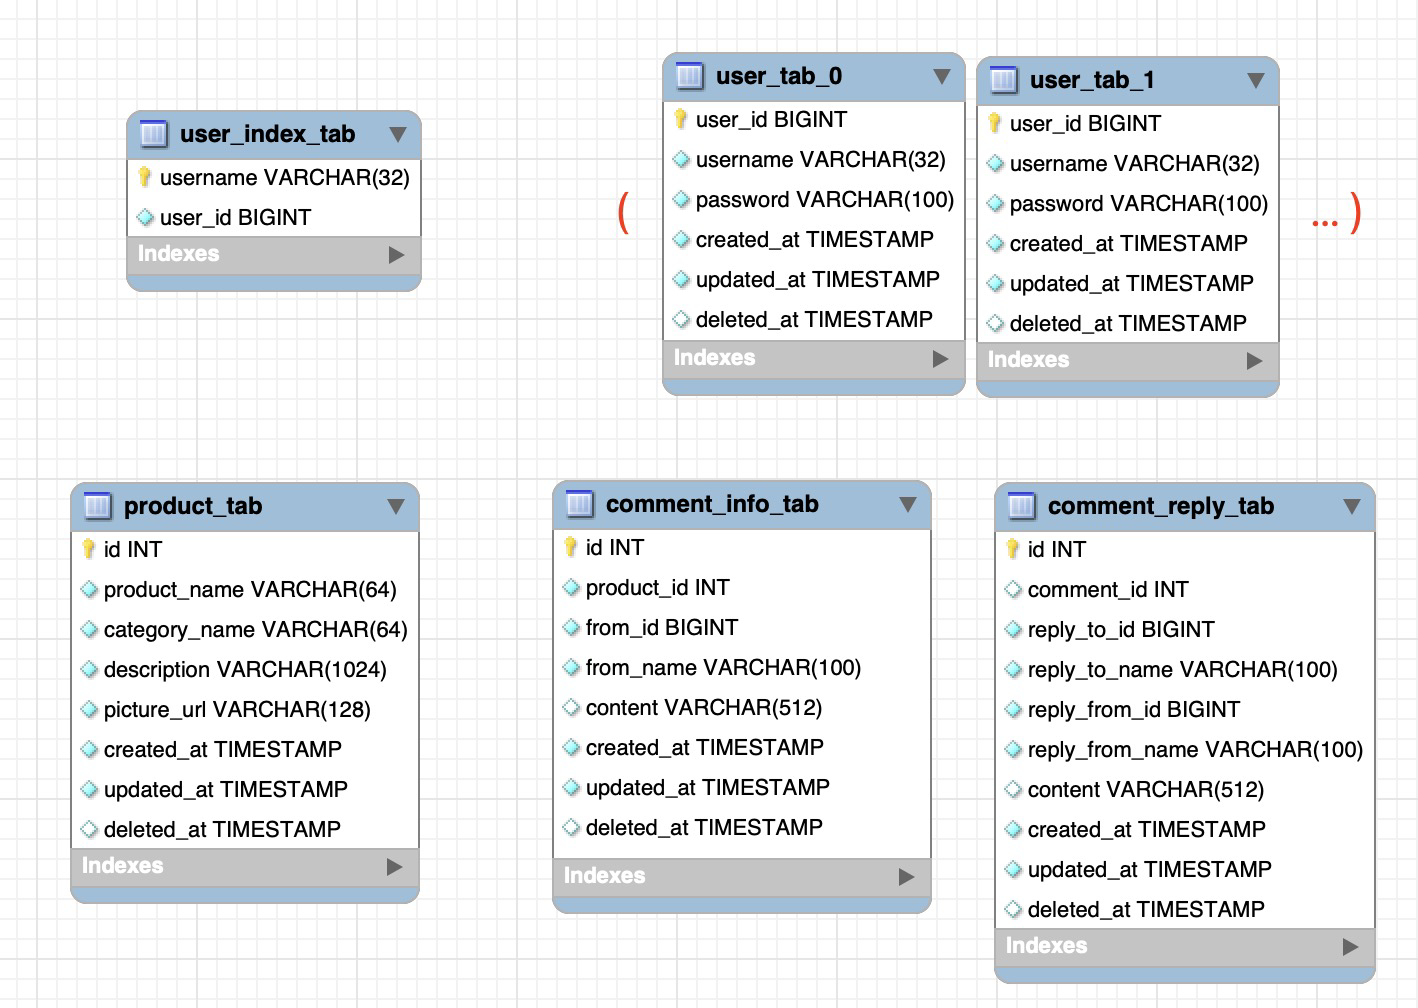 user_index_tab
username VARCHAR(32)
user_id BIGINT
Indexes
(
user_tab_0
user_id BIGINT
username VARCHAR(32)
password VARCHAR(100)
created_at TIMESTAMP
updated_at TIMESTAMP
deleted_at TIMESTAMP
Indexes
user_tab_1
user_id BIGINT
username VARCHAR(32)
password VARCHAR(100)
created_at TIMESTAMP
updated_at TIMESTAMP
deleted_at TIMESTAMP
Indexes
... )
product_tab
id INT
product_name VARCHAR(64)
category_name VARCHAR(64)
description VARCHAR(1024)
picture_url VARCHAR(128)
created_at TIMESTAMP
updated_at TIMESTAMP
deleted_at TIMESTAMP
Indexes
comment_info_tab
id INT
product_id INT
from_id BIGINT
from_name VARCHAR(100)
content VARCHAR(512)
created_at TIMESTAMP
updated_at TIMESTAMP
deleted_at TIMESTAMP
Indexes
comment_reply_tab
id INT
comment_id INT
reply_to_id BIGINT
reply_to_name VARCHAR(100)
reply_from_id BIGINT
reply_from_name VARCHAR(100)
content VARCHAR(512)
created_at TIMESTAMP
updated_at TIMESTAMP
deleted_at TIMESTAMP
Indexes